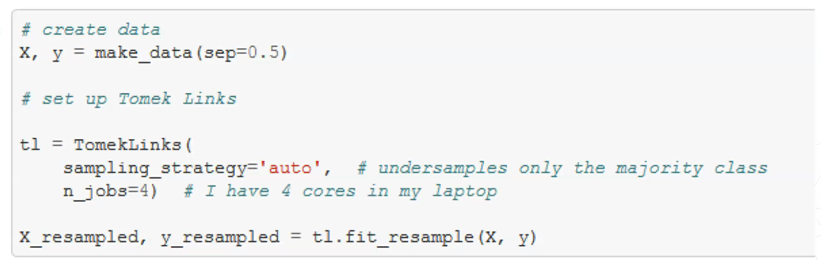 # create data
X, y = make_data(sep=0.5)
# set up Tomek Links
tl = TomekLinks(
    sampling_strategy='auto',  # undersamples only the majority class
    n_jobs=4)  # I have 4 cores in my laptop
X_resampled, y_resampled = tl.fit_resample(X, y)